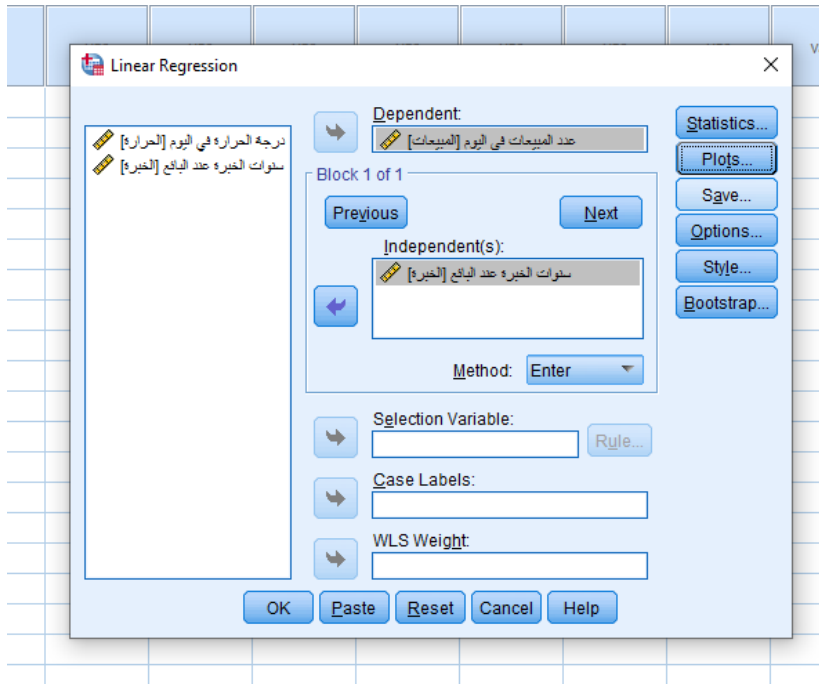 Linear Regression
درجة الحرارة في اليوم [الحرارة]
سنوات الخبرة عند البائع [الخبرة]
Dependent:
عدد المبيعات في اليوم [المبيعات]
Block 1 of 1
Previous
Next
Independent(s):
سنوات الخبرة عند البائع [الخبرة]
Method:
Enter
Selection Variable:
Rule...
Case Labels:
WLS Weight:
OK
Paste
Reset
Cancel
Help
Statistics...
Plots...
Save...
Options...
Style...
Bootstrap...